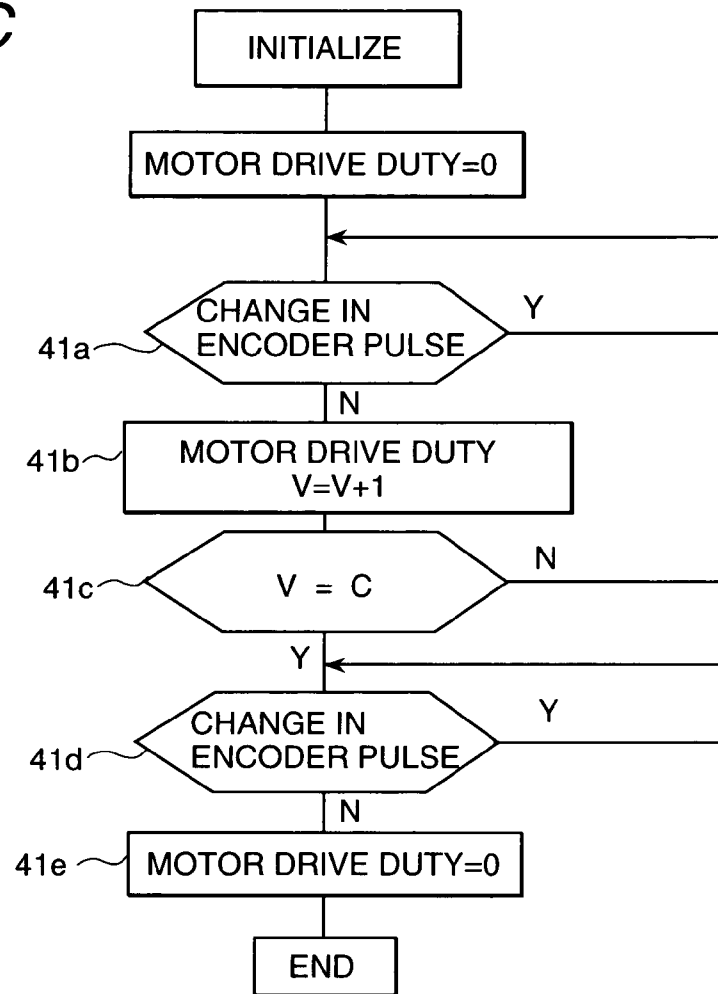 C
INITIALIZE
MOTOR DRIVE DUTY=0
CHANGE IN
ENCODER PULSE
Y
41a
N
41b
MOTOR DRIVE DUTY
V=V+1
41c
V = C
N
Y
CHANGE IN
ENCODER PULSE
Y
41d
N
41e
MOTOR DRIVE DUTY=0
END